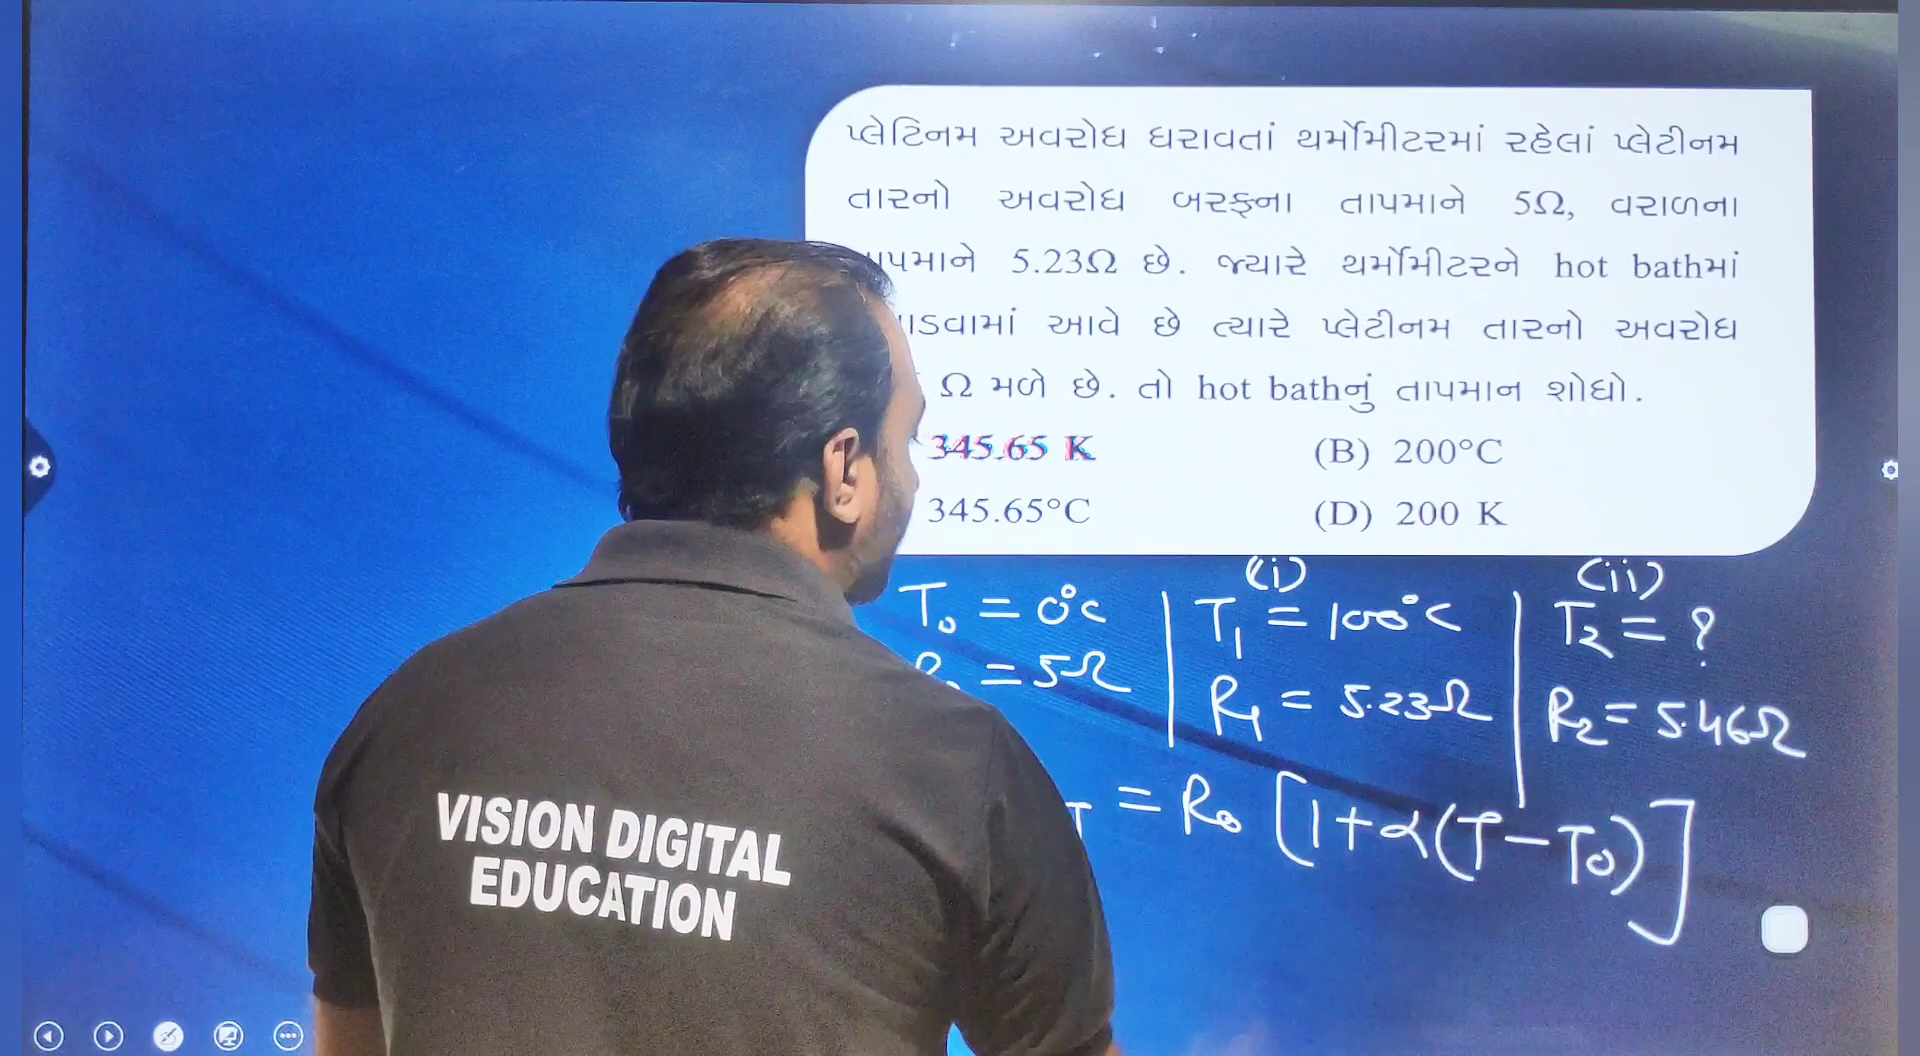 પ્લેટિનમ અવરોધ ધરાવતાં થર્મોમીટરમાં રહેલાં પ્લેટીનમ
તારનો અવરોધ બરફના તાપમાને 5Ω, વરાળના
5.23Ω છે. જ્યારે થર્મોમીટરને hot bathમાં
આવે છે ત્યારે પ્લેટીનમ તારનો અવરોધ
Ω મળે છે. તો hot bathનું તાપમાન શોધો.
345.65 K (B) 200°C
345.65°C (D) 200 K
(i) (ii)
T₀ = 0°C T₁ = 100°C T₂ = ?
= 5Ω R₁ = 5.23Ω R₂ = 5.46Ω
= R₀ [1+α(T-T₀)]
VISION DIGITAL
EDUCATION